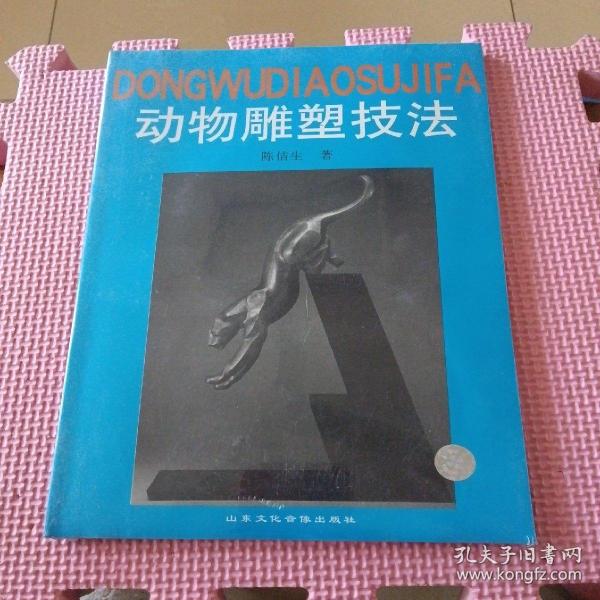 DONGWUDIAOSUJIFA
动物雕塑技法
陈佶生 著
山东文化音像出版社
孔夫子旧书网
www.kongfz.com